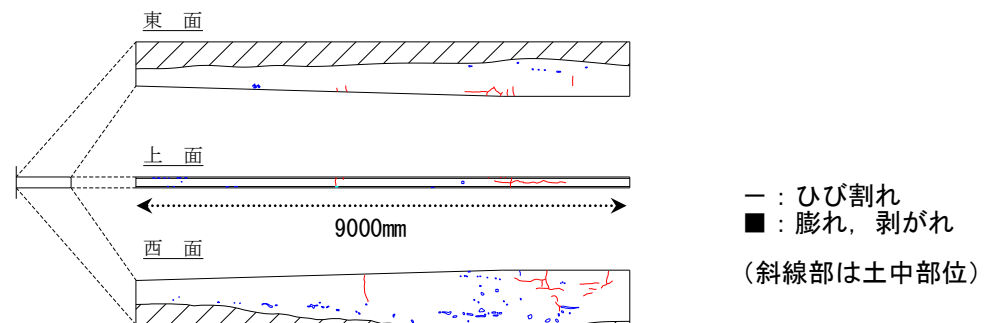 東 面
上 面
9000mm
西 面
－：ひび割れ
■：膨れ，剥がれ
（斜線部は土中部位）